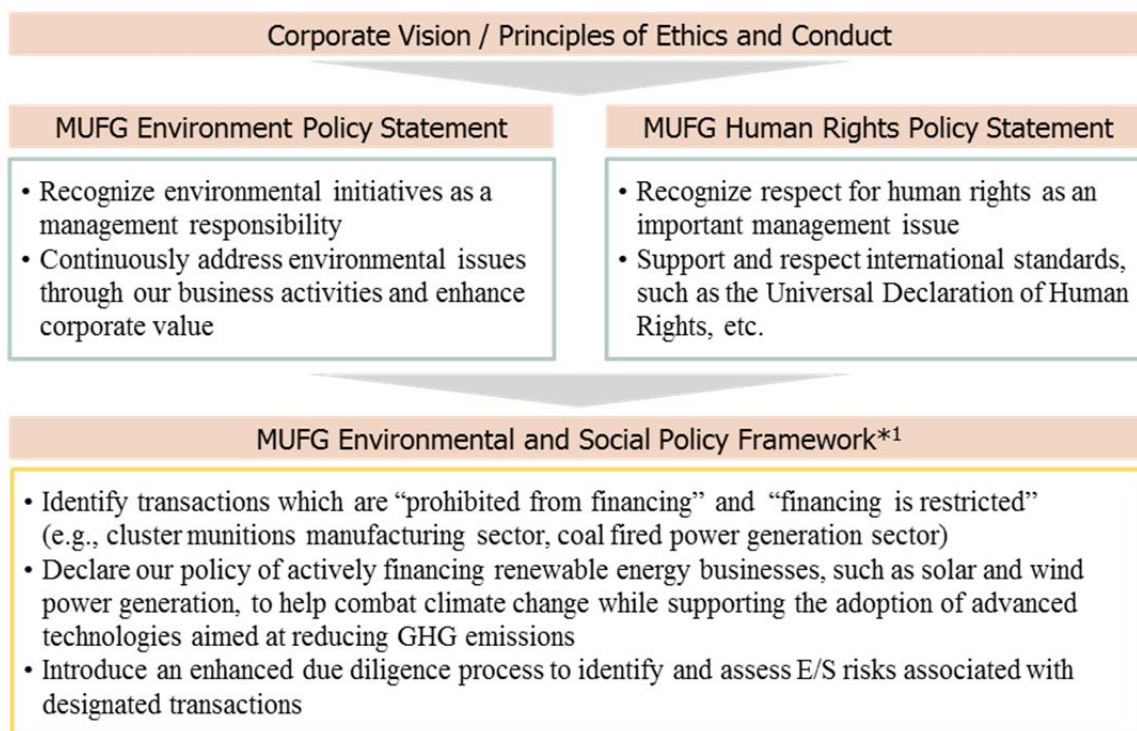 Corporate Vision / Principles of Ethics and Conduct
MUFG Environment Policy Statement
• Recognize environmental initiatives as a
management responsibility
• Continuously address environmental issues
through our business activities and enhance
corporate value
MUFG Human Rights Policy Statement
• Recognize respect for human rights as an
important management issue
• Support and respect international standards,
such as the Universal Declaration of Human
Rights, etc.
MUFG Environmental and Social Policy Framework*1
• Identify transactions which are “prohibited from financing” and “financing is restricted”
(e.g., cluster munitions manufacturing sector, coal fired power generation sector)
• Declare our policy of actively financing renewable energy businesses, such as solar and wind
power generation, to help combat climate change while supporting the adoption of advanced
technologies aimed at reducing GHG emissions
• Introduce an enhanced due diligence process to identify and assess E/S risks associated with
designated transactions